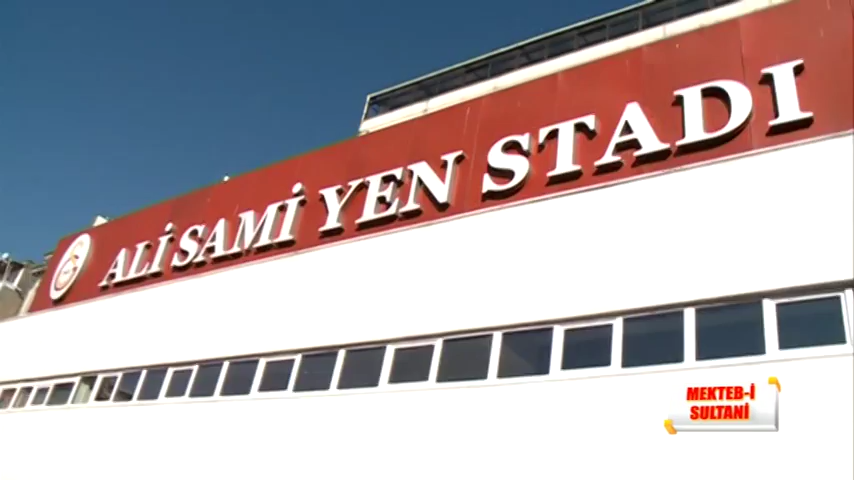 ALİ SAMİ YEN STADI
MEKTEB-İ
SULTANİ